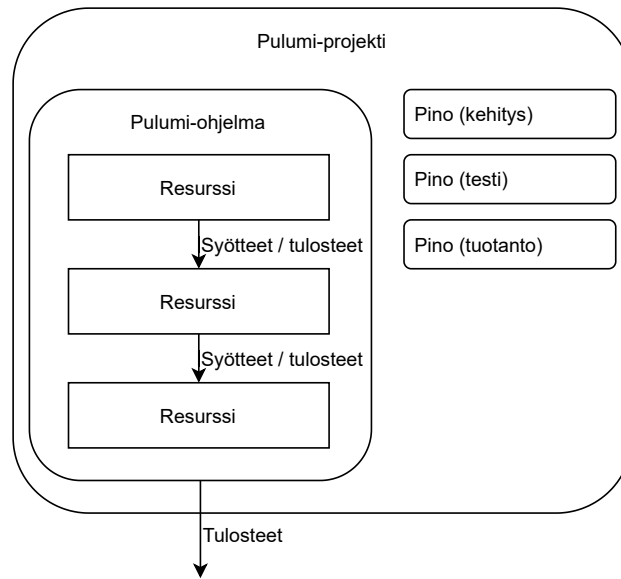 Pulumi-projekti
Pulumi-ohjelma
Resurssi
Syötteet / tulosteet
Resurssi
Syötteet / tulosteet
Resurssi
Pino (kehitys)
Pino (testi)
Pino (tuotanto)
Tulosteet